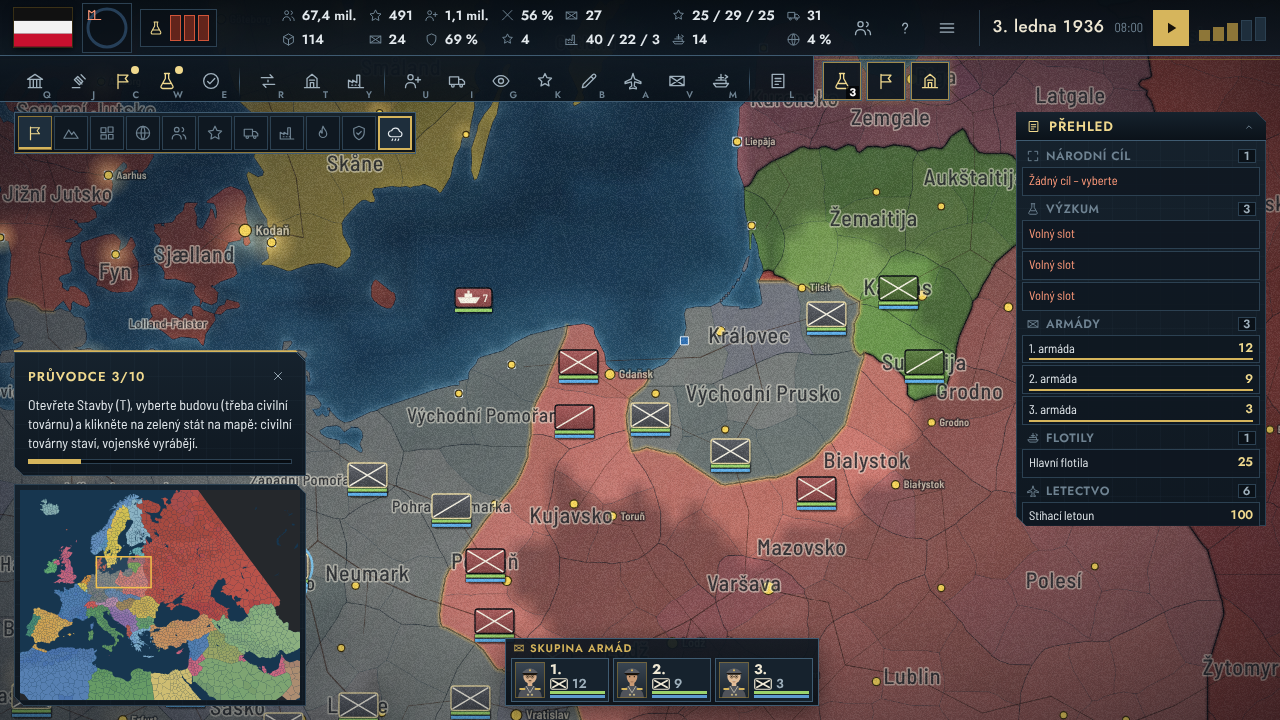 67,4 mil.
491
1,1 mil.
56 %
27
25 / 29 / 25
31
114
24
69 %
4
40 / 22 / 3
14
4 %
?
3. ledna 1936
08:00
Q
J
C
W
E
R
T
Y
U
I
G
K
B
A
V
M
L
3
Severní Jutsko
Kuronsko
Zemgale
Latgale
Liepāja
Skåne
Aarhus
Jižní Jutsko
Aukštaitij
Žemaitija
Kodaň
Sjælland
Fyn
Lolland-Falster
7
Tilsit
Královec
Gdaňsk
Východní Prusko
Grodno
Grodno
Východní Pomořan
Bialystok
Białystok
Západní Pomořa
Kujavsko
Toruň
Mazovsko
Neumark
Varšava
Polesí
Lublin
Žytomyr
Sasko
Erfurt
Vratislav
PŘEHLED
NÁRODNÍ CÍL
1
Žádný cíl – vyberte
VÝZKUM
3
Volný slot
Volný slot
Volný slot
ARMÁDY
3
1. armáda
12
2. armáda
9
3. armáda
3
FLOTILY
1
Hlavní flotila
25
LETECTVO
6
Stíhací letoun
100
PRŮVODCE 3/10
Otevřete Stavby (T), vyberte budovu (třeba civilní
továrnu) a klikněte na zelený stát na mapě: civilní
továrny staví, vojenské vyrábějí.
SKUPINA ARMÁD
1.
12
2.
9
3.
3